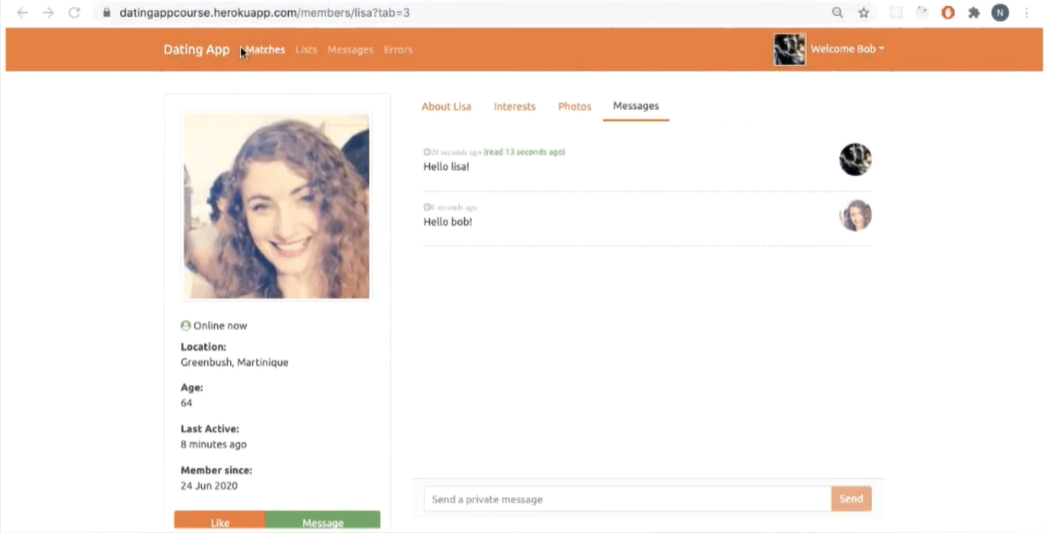 datingappcourse.herokuapp.com/members/lisa?tab=3
N
Dating App Matches Lists Messages Errors Welcome Bob
About Lisa Interests Photos Messages
20 seconds ago (read 13 seconds ago)
Hello lisa!
seconds ago
Hello bob!
Online now
Location:
Greenbush, Martinique
Age:
64
Last Active:
8 minutes ago
Member since:
24 Jun 2020
Like Message
Send a private message Send